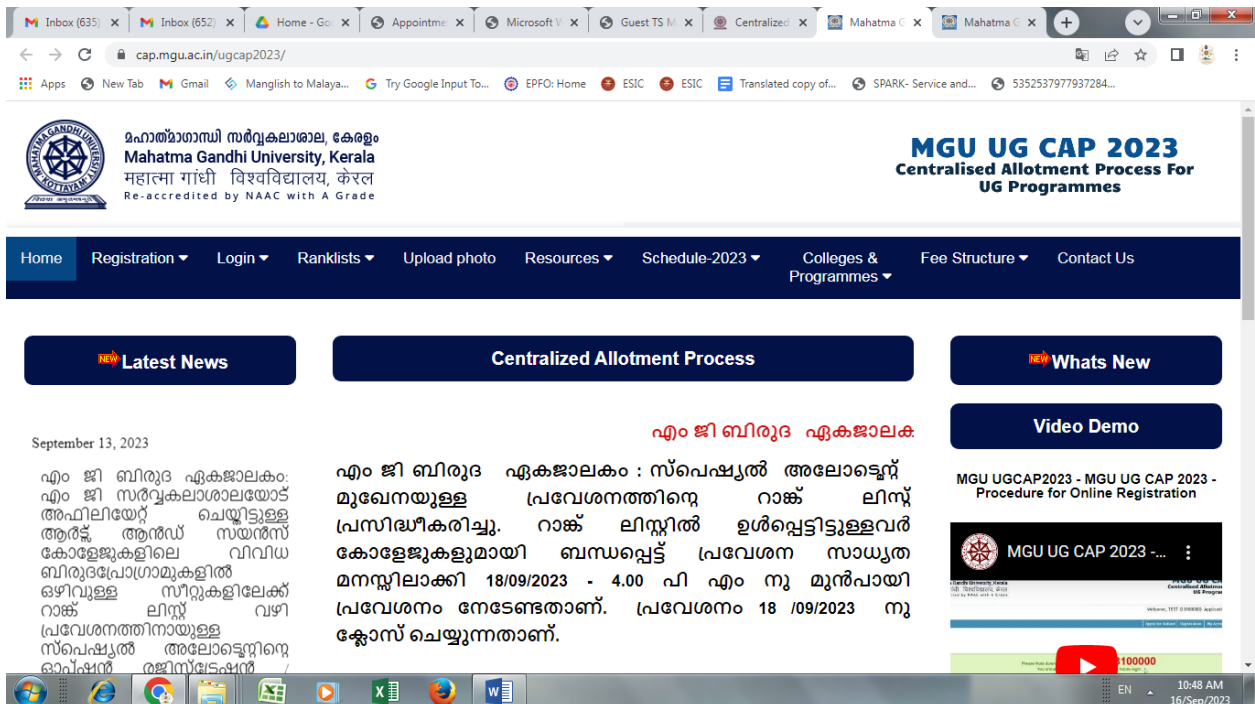 Inbox (635)
Inbox (652)
Home - Goo
Appointme
Microsoft V
Guest TS M
Centralized
Mahatma G
Mahatma G
cap.mgu.ac.in/ugcap2023/
Apps
New Tab
Gmail
Manglish to Malaya...
Try Google Input To...
EPFO: Home
ESIC
ESIC
Translated copy of...
SPARK- Service and...
5352537977937284...
മഹാത്മാഗാന്ധി സർവ്വകലാശാല, കേരളം
Mahatma Gandhi University, Kerala
महात्मा गांधी विश्वविद्यालय, केरल
Re-accredited by NAAC with A Grade
MGU UG CAP 2023
Centralised Allotment Process For
UG Programmes
Home
Registration
Login
Ranklists
Upload photo
Resources
Schedule-2023
Colleges &
Programmes
Fee Structure
Contact Us
NEW Latest News
September 13, 2023
എം ജി ബിരുദ ഏകജാലകം:
എം ജി സർവ്വകലാശാലയോട്
അഫിലിയേറ്റ് ചെയ്തിട്ടുള്ള
ആർട്സ്, ആൻഡ് സയൻസ്
കോളേജുകളിലെ വിവിധ
ബിരുദപ്രോഗ്രാമുകളിൽ
ഒഴിവുള്ള സീറ്റുകളിലേക്ക്
റാങ്ക് ലിസ്റ്റ് വഴി
പ്രവേശനത്തിനായുള്ള
സ്പെഷ്യൽ അലോട്മെന്റിന്റെ
ഓപ്ഷൻ രജിസ്ട്രേഷൻ /
Centralized Allotment Process
എം ജി ബിരുദ ഏകജാലക
എം ജി ബിരുദ ഏകജാലകം : സ്പെഷ്യൽ അലോട്മെന്റ്
മുഖേനയുള്ള പ്രവേശനത്തിന്റെ റാങ്ക് ലിസ്റ്റ്
പ്രസിദ്ധീകരിച്ചു. റാങ്ക് ലിസ്റ്റിൽ ഉൾപ്പെട്ടിട്ടുള്ളവർ
കോളേജുകളുമായി ബന്ധപ്പെട്ട് പ്രവേശന സാധ്യത
മനസ്സിലാക്കി 18/09/2023 - 4.00 പി എം നു മുൻപായി
പ്രവേശനം നേടേണ്ടതാണ്. പ്രവേശനം 18 /09/2023 നു
ക്ലോസ് ചെയ്യുന്നതാണ്.
NEW Whats New
Video Demo
MGU UGCAP2023 - MGU UG CAP 2023 -
Procedure for Online Registration
MGU UG CAP 2023 -...
3100000
EN
10:48 AM
16/Sep/2023